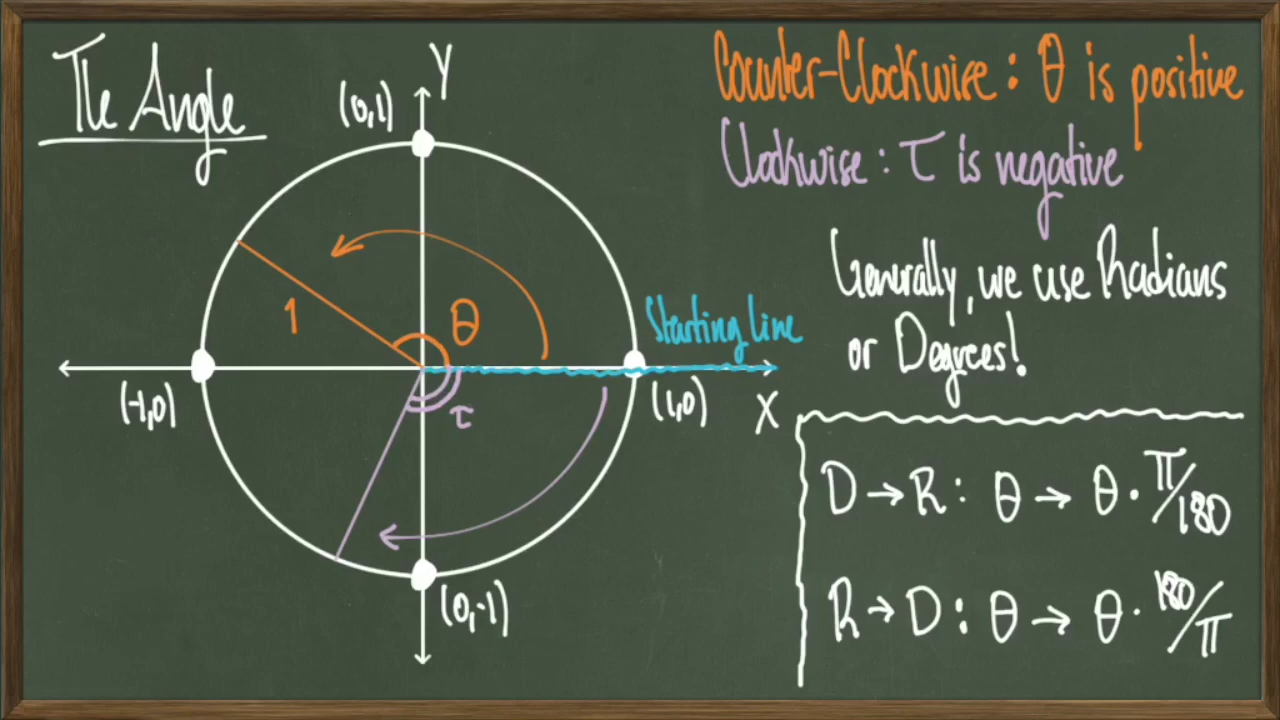 The Angle
Y
(0,1)
Counter-Clockwise: θ is positive
Clockwise: τ is negative
Generally, we use Radians
or Degrees!
1
θ
Starting line
(-1,0)
τ
(1,0)
X
(0,-1)
D → R: θ → θ · π/180
R → D: θ → θ · 180/π